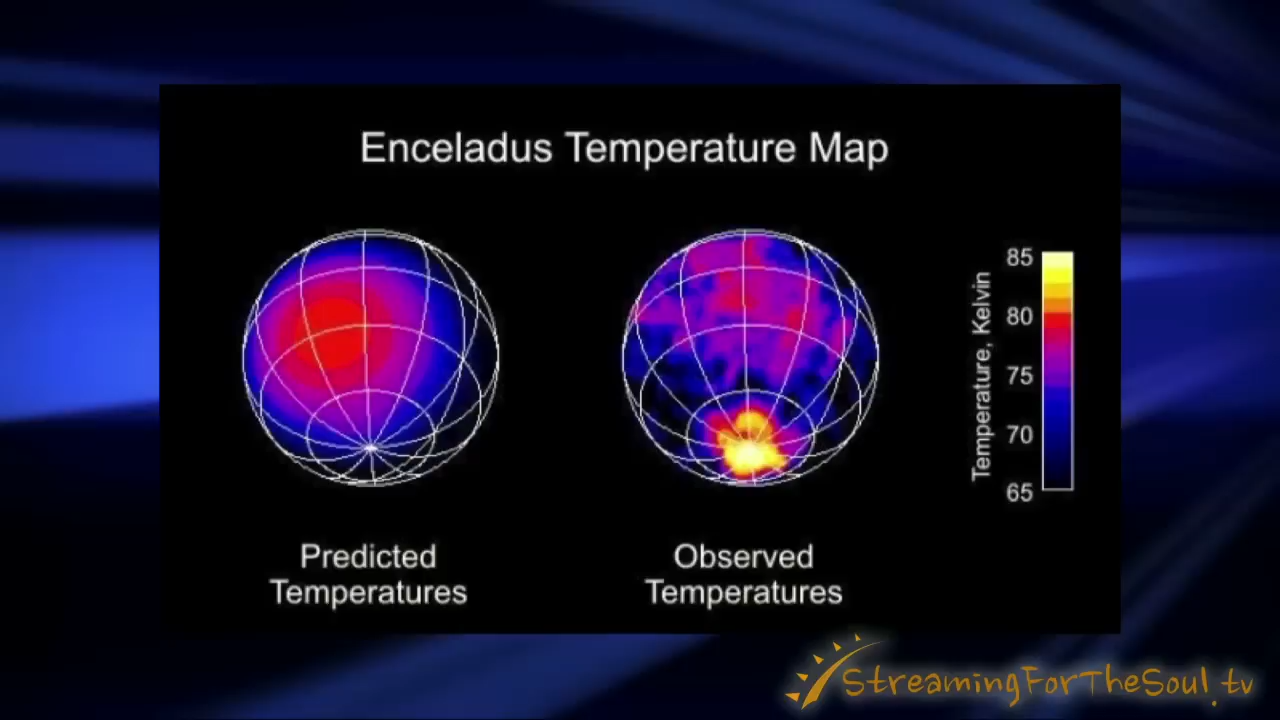 Enceladus Temperature Map
85
80
75
70
65
Temperature, Kelvin
Predicted
Temperatures
Observed
Temperatures
StreamingForTheSoul.tv